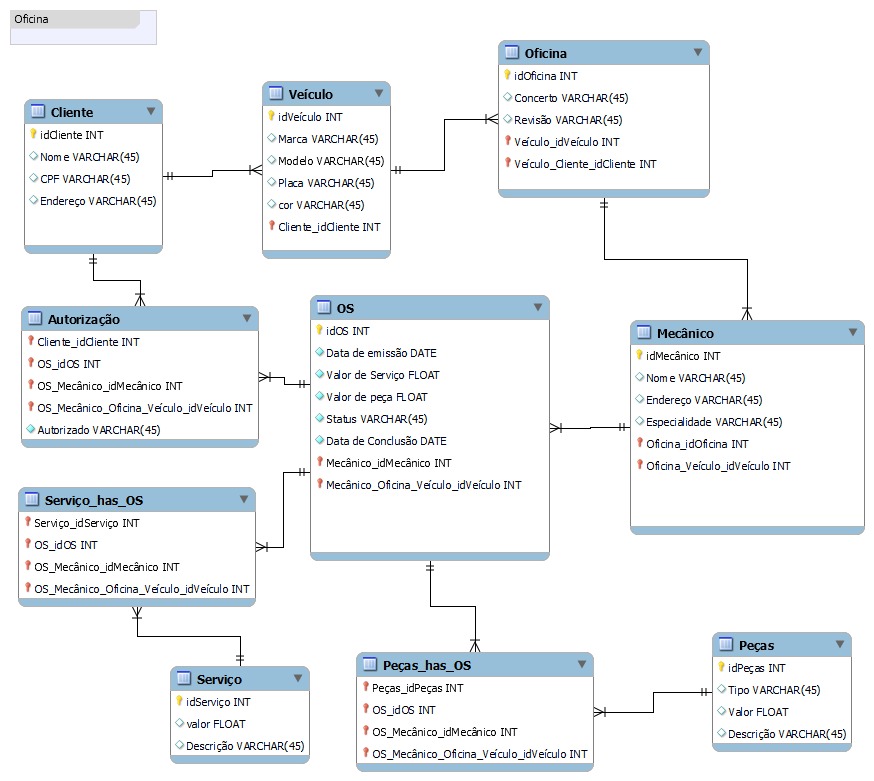 Oficina
Cliente
idCliente INT
Nome VARCHAR(45)
CPF VARCHAR(45)
Endereço VARCHAR(45)
Veículo
idVeículo INT
Marca VARCHAR(45)
Modelo VARCHAR(45)
Placa VARCHAR(45)
cor VARCHAR(45)
Cliente_idCliente INT
Oficina
idOficina INT
Concerto VARCHAR(45)
Revisão VARCHAR(45)
Veículo_idVeículo INT
Veículo_Cliente_idCliente INT
Autorização
Cliente_idCliente INT
OS_idOS INT
OS_Mecânico_idMecânico INT
OS_Mecânico_Oficina_Veículo_idVeículo INT
Autorizado VARCHAR(45)
OS
idOS INT
Data de emissão DATE
Valor de Serviço FLOAT
Valor de peça FLOAT
Status VARCHAR(45)
Data de Conclusão DATE
Mecânico_idMecânico INT
Mecânico_Oficina_Veículo_idVeículo INT
Mecânico
idMecânico INT
Nome VARCHAR(45)
Endereço VARCHAR(45)
Especialidade VARCHAR(45)
Oficina_idOficina INT
Oficina_Veículo_idVeículo INT
Serviço_has_OS
Serviço_idServiço INT
OS_idOS INT
OS_Mecânico_idMecânico INT
OS_Mecânico_Oficina_Veículo_idVeículo INT
Serviço
idServiço INT
valor FLOAT
Descrição VARCHAR(45)
Peças_has_OS
Peças_idPeças INT
OS_idOS INT
OS_Mecânico_idMecânico INT
OS_Mecânico_Oficina_Veículo_idVeículo INT
Peças
idPeças INT
Tipo VARCHAR(45)
Valor FLOAT
Descrição VARCHAR(45)